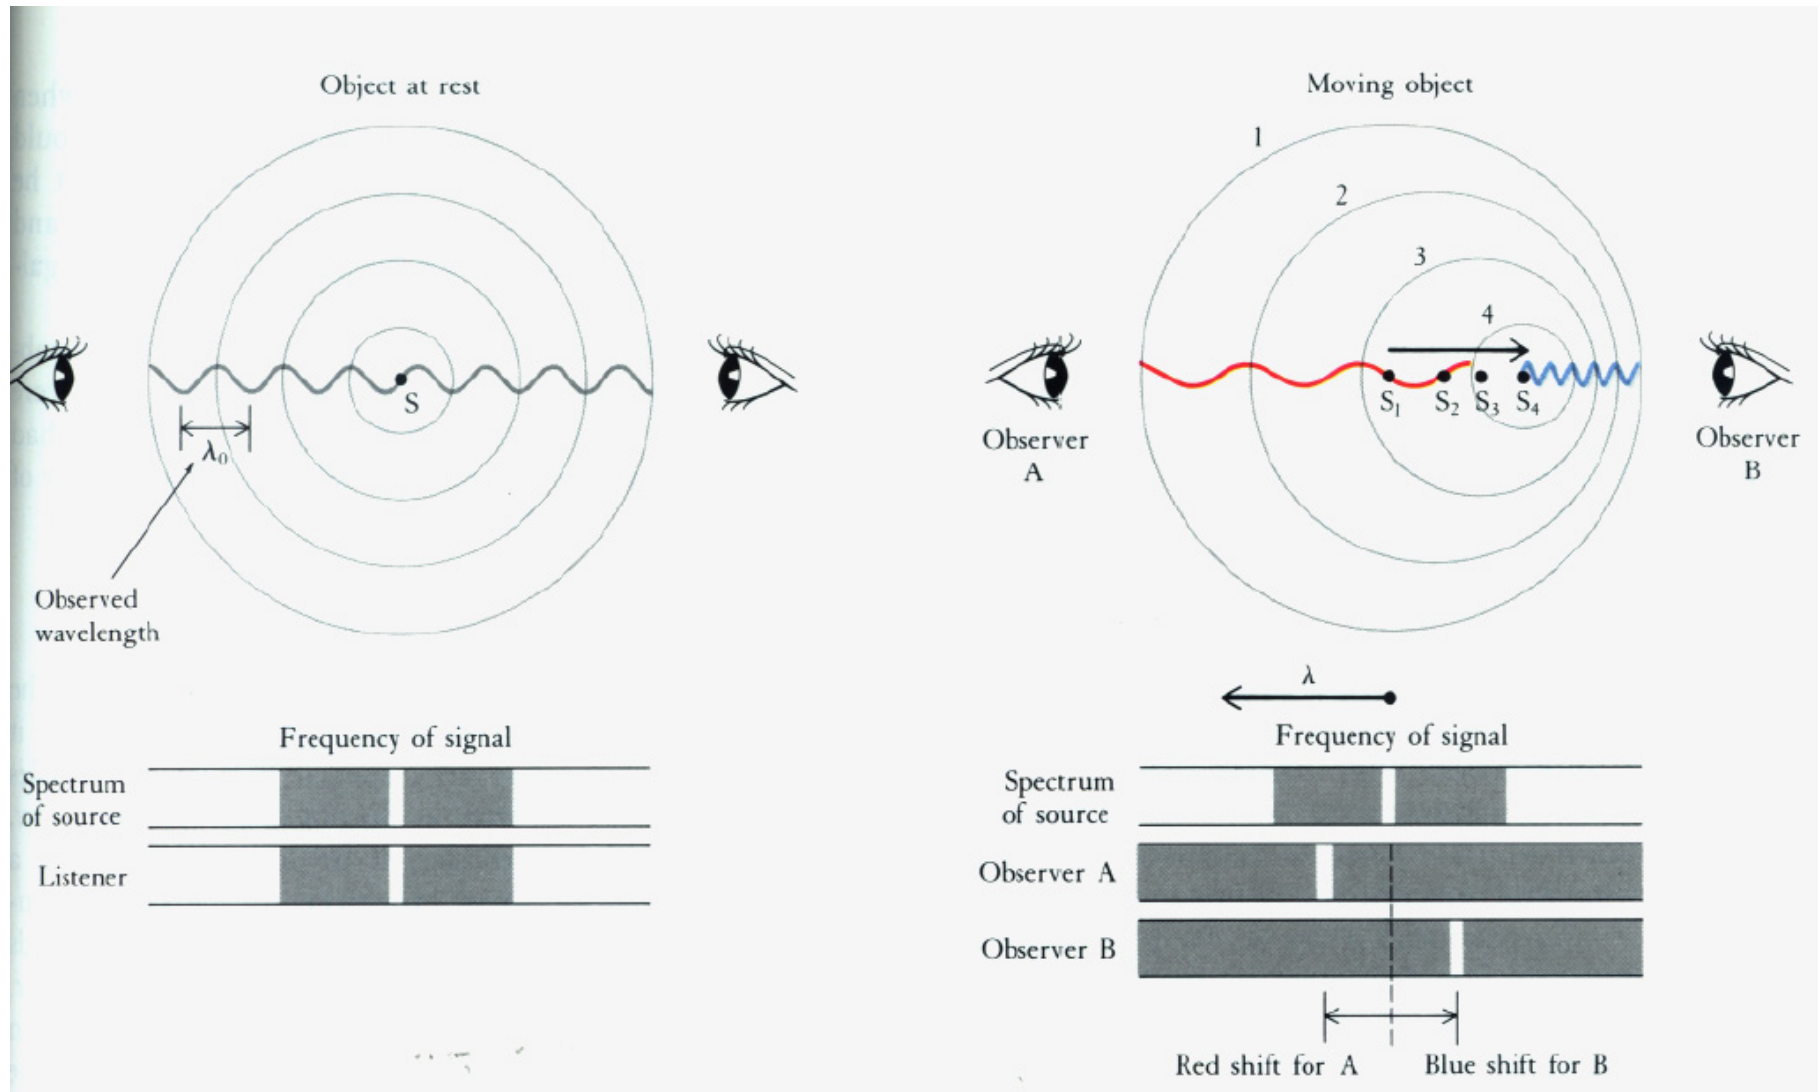 Object at rest
S
λ₀
Observed
wavelength
Frequency of signal
Spectrum
of source
Listener
Moving object
1
2
3
4
S₁ S₂ S₃ S₄
Observer
A
Observer
B
λ
Frequency of signal
Spectrum
of source
Observer A
Observer B
Red shift for A
Blue shift for B